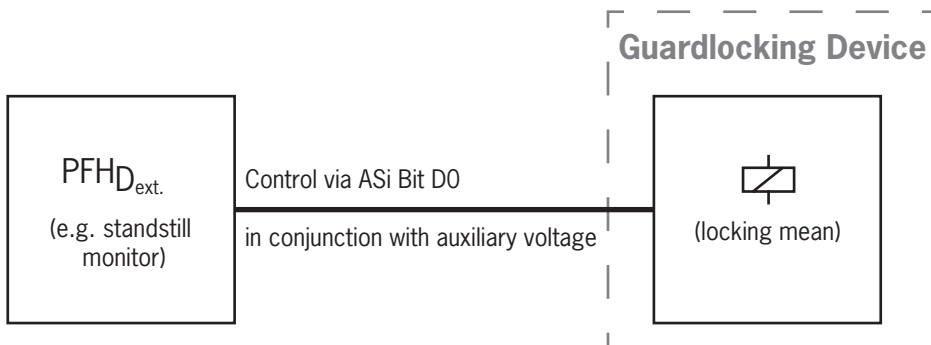 Guardlocking Device
PFHDext.
(e.g. standstill
monitor)
Control via ASi Bit D0
in conjunction with auxiliary voltage
(locking mean)